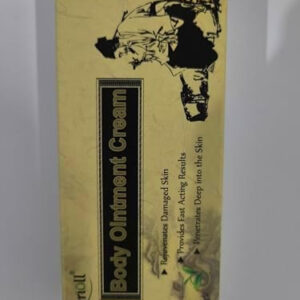 Body Ointment Cream
➤ Rejuvenates Damaged Skin
➤ Provides Fast Acting Results
➤ Penetrates Deep into the Skin